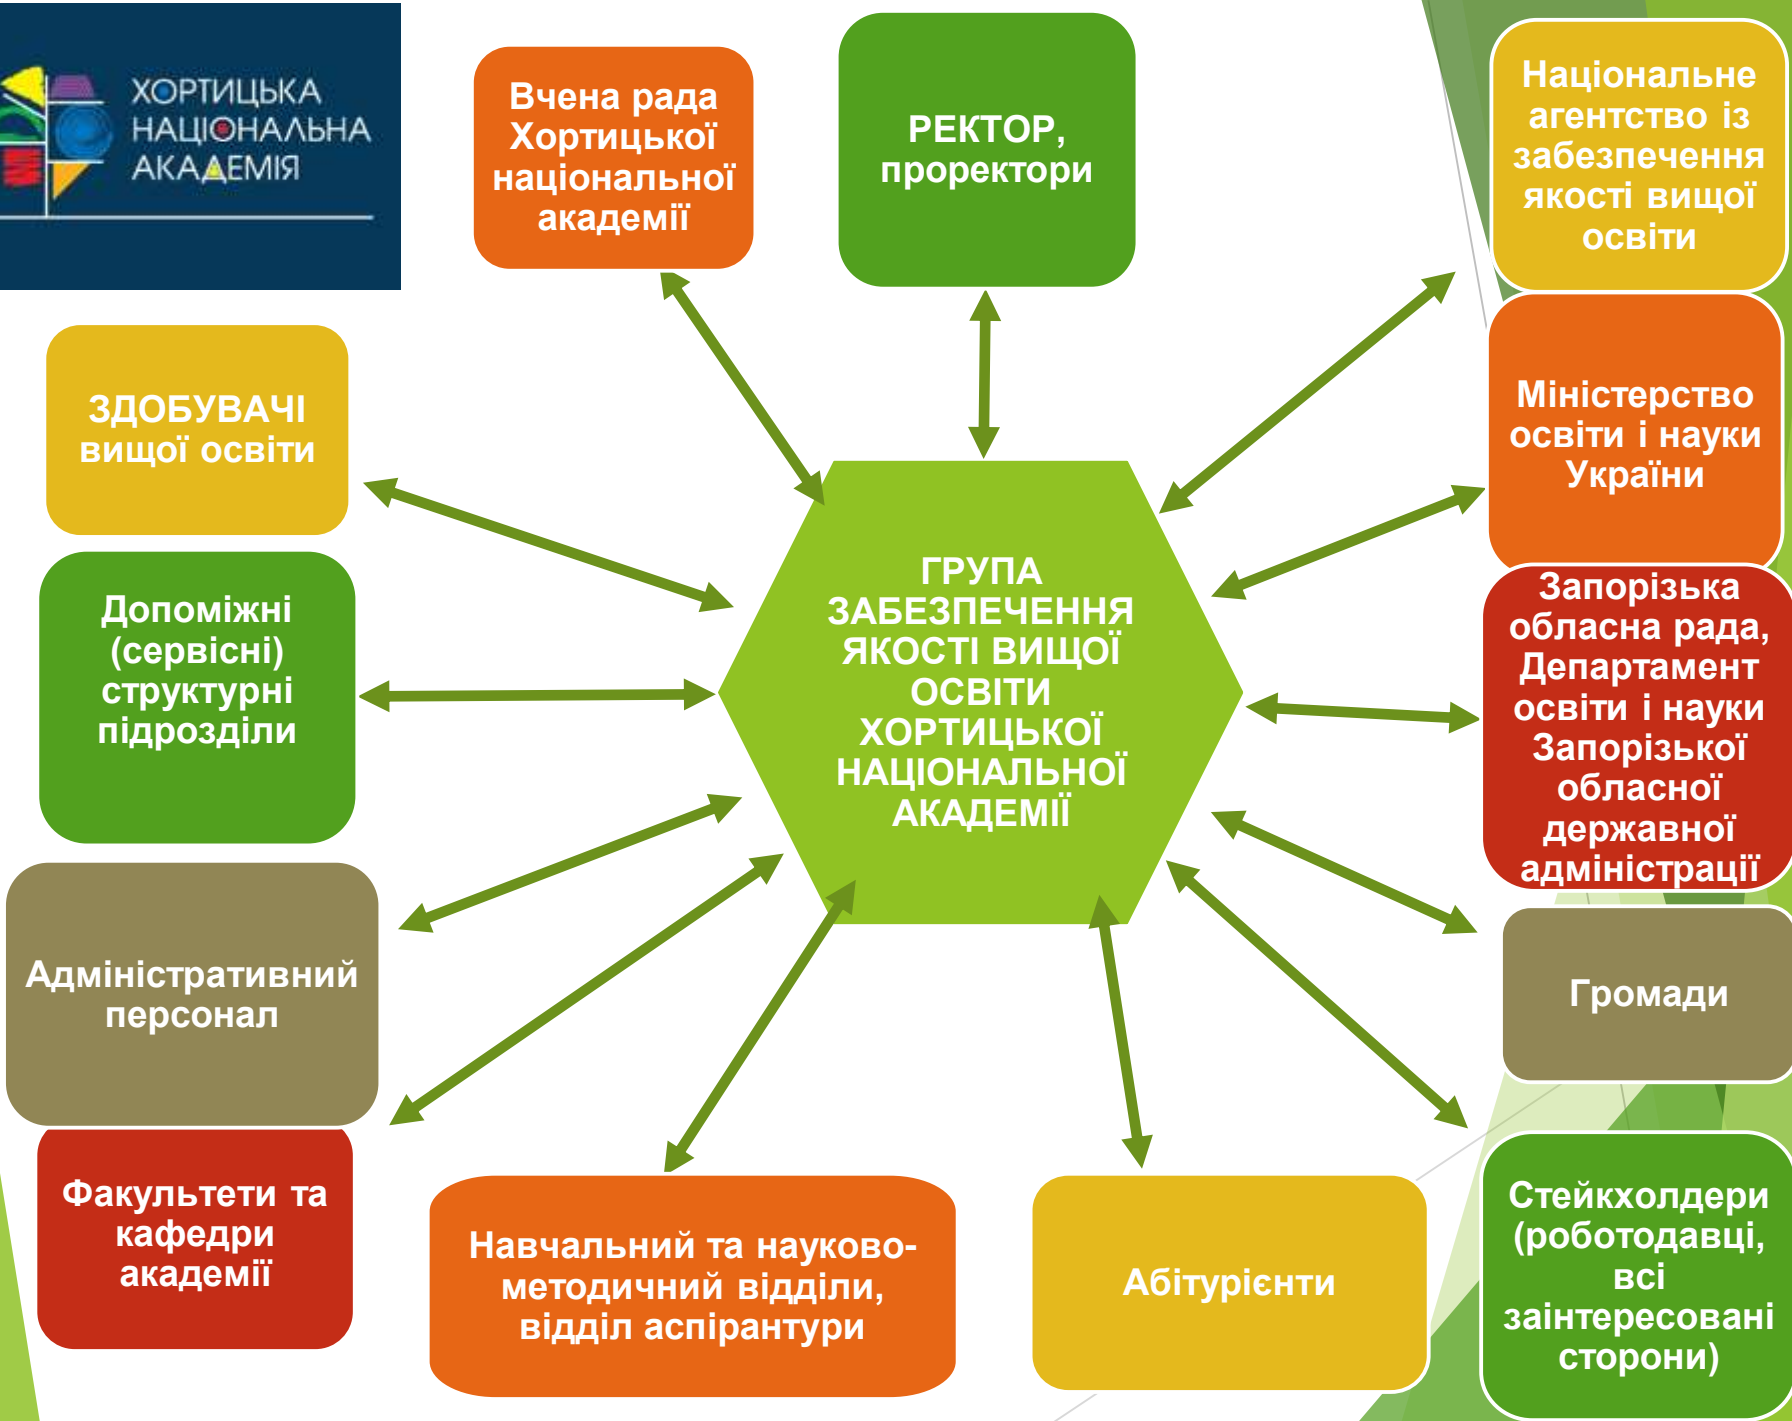 ХОРТИЦЬКА
НАЦІОНАЛЬНА
АКАДЕМІЯ
Вчена рада
Хортицької
національної
академії
РЕКТОР,
проректори
Національне
агентство із
забезпечення
якості вищої
освіти
ЗДОБУВАЧІ
вищої освіти
Міністерство
освіти і науки
України
Допоміжні
(сервісні)
структурні
підрозділи
ГРУПА
ЗАБЕЗПЕЧЕННЯ
ЯКОСТІ ВИЩОЇ
ОСВІТИ
ХОРТИЦЬКОЇ
НАЦІОНАЛЬНОЇ
АКАДЕМІЇ
Запорізька
обласна рада,
Департамент
освіти і науки
Запорізької
обласної
державної
адміністрації
Адміністративний
персонал
Громади
Факультети та
кафедри
академії
Навчальний та науково-
методичний відділи,
відділ аспірантури
Абітурієнти
Стейкхолдери
(роботодавці,
всі
заінтересовані
сторони)